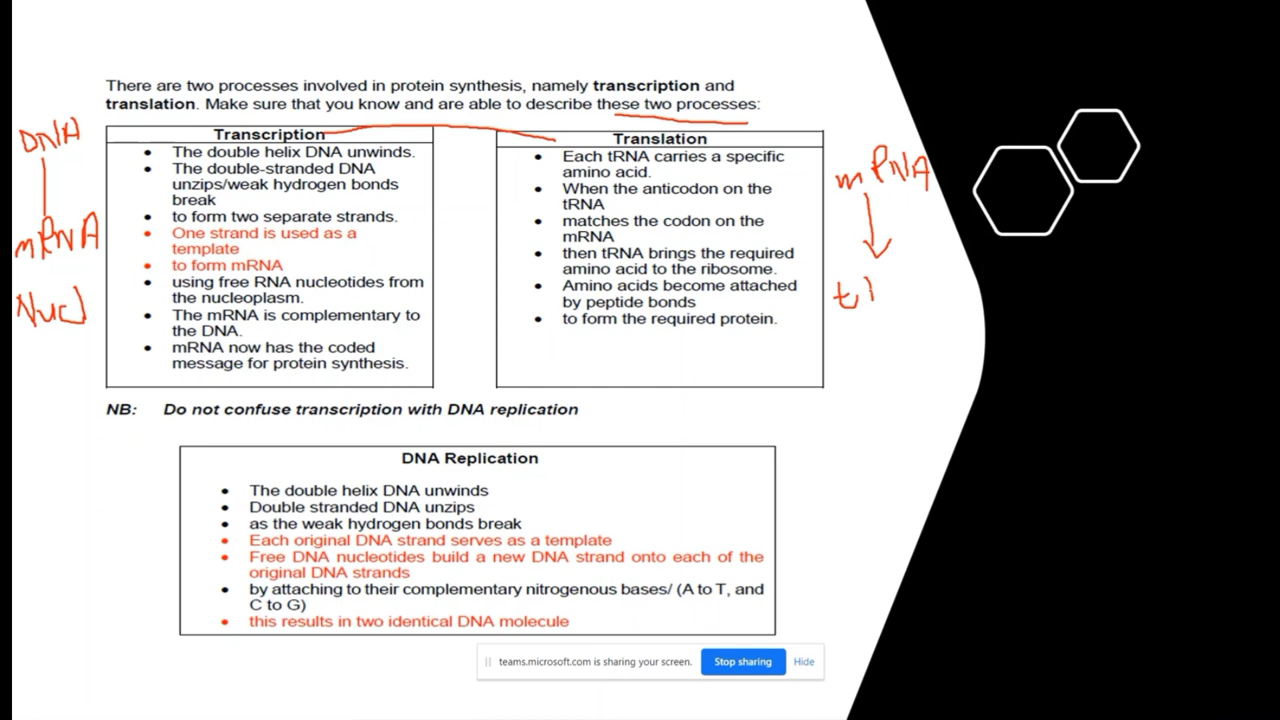 There are two processes involved in protein synthesis, namely transcription and
translation. Make sure that you know and are able to describe these two processes:
DNA
mRNA
Nucl
Transcription
• The double helix DNA unwinds.
• The double-stranded DNA
unzips/weak hydrogen bonds
break
• to form two separate strands.
• One strand is used as a
template
• to form mRNA
• using free RNA nucleotides from
the nucleoplasm.
• The mRNA is complementary to
the DNA.
• mRNA now has the coded
message for protein synthesis.
Translation
• Each tRNA carries a specific
amino acid.
• When the anticodon on the
tRNA
• matches the codon on the
mRNA
• then tRNA brings the required
amino acid to the ribosome.
• Amino acids become attached
by peptide bonds
• to form the required protein.
mRNA
NB: Do not confuse transcription with DNA replication
DNA Replication
• The double helix DNA unwinds
• Double stranded DNA unzips
• as the weak hydrogen bonds break
• Each original DNA strand serves as a template
• Free DNA nucleotides build a new DNA strand onto each of the
original DNA strands
• by attaching to their complementary nitrogenous bases/ (A to T, and
C to G)
• this results in two identical DNA molecule
teams.microsoft.com is sharing your screen. Stop sharing Hide